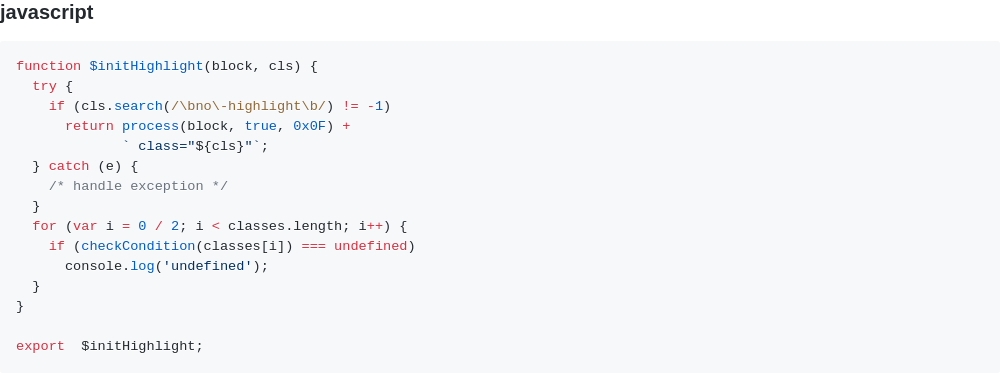 javascript
function $initHighlight(block, cls) {
  try {
    if (cls.search(/\bno\-highlight\b/) != -1)
      return process(block, true, 0x0F) +
             ` class="${cls}"`;
  } catch (e) {
    /* handle exception */
  }
  for (var i = 0 / 2; i < classes.length; i++) {
    if (checkCondition(classes[i]) === undefined)
      console.log('undefined');
  }
}

export  $initHighlight;